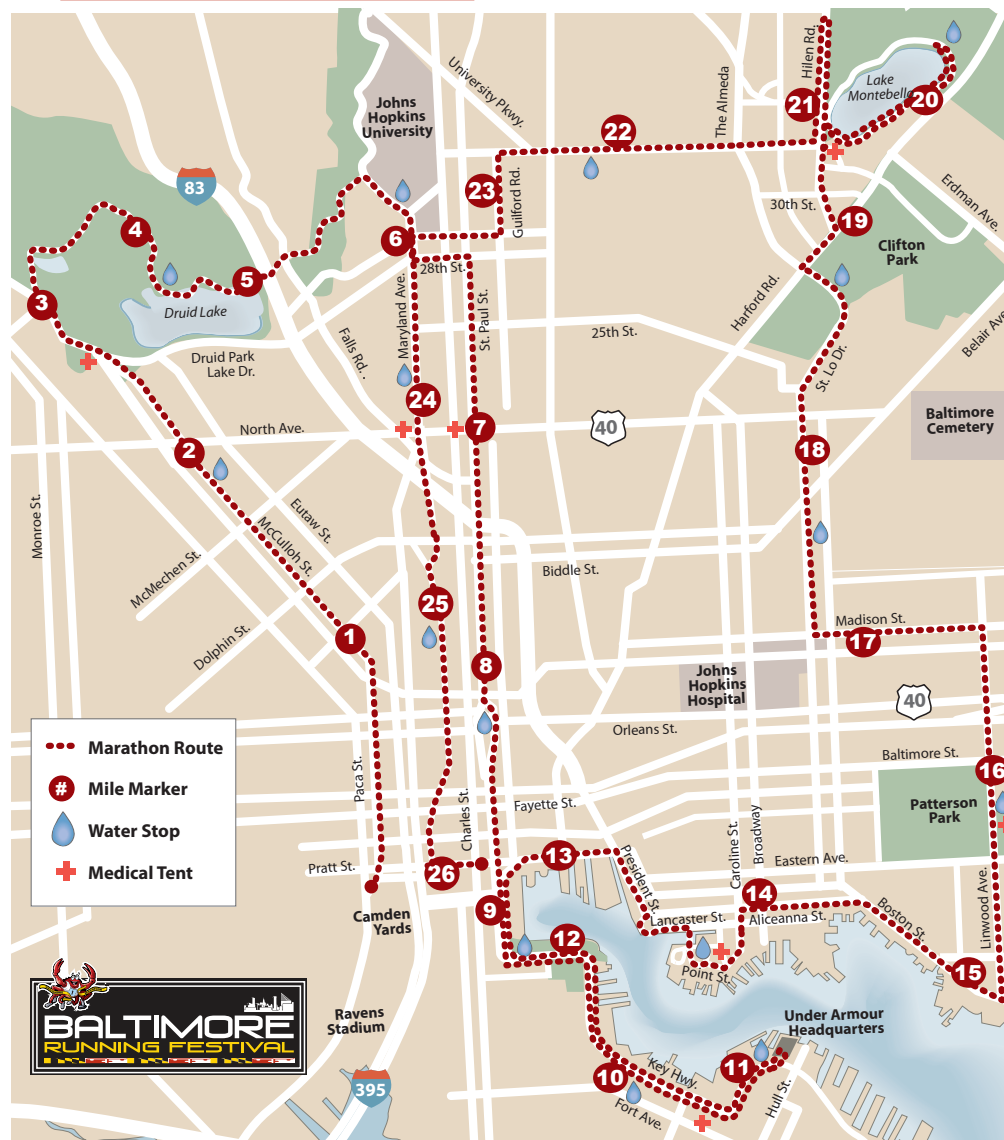 University Pkwy.
Johns
Hopkins
University
The Almeda
Hilen Rd.
Lake
Montebello
21
20
22
83
23
Guilford Rd.
30th St.
Erdman Ave.
4
19
6
Clifton
Park
28th St.
5
3
Druid Lake
Maryland Ave.
St. Paul St.
Harford Rd.
25th St.
Belair Ave.
Falls Rd. .
Druid Park
Lake Dr.
St. Lo Dr.
24
7
40
Baltimore
Cemetery
North Ave.
2
18
Monroe St.
Eutaw St.
McCulloh St.
McMechen St.
Biddle St.
25
1
Dolphin St.
Madison St.
17
8
Johns
Hopkins
Hospital
40
Orleans St.
Marathon Route
# Mile Marker
Water Stop
Medical Tent
Paca St.
Baltimore St.
16
Charles St.
Fayette St.
Patterson
Park
President St.
Caroline St.
Broadway
Pratt St.
26
13
Eastern Ave.
14
Linwood Ave.
Camden
Yards
9
Lancaster St.
Aliceanna St.
Boston St.
12
Point St.
15
Ravens
Stadium
Under Armour
Headquarters
BALTIMORE
RUNNING FESTIVAL
10
Key Hwy.
11
Hull St.
395
Fort Ave.